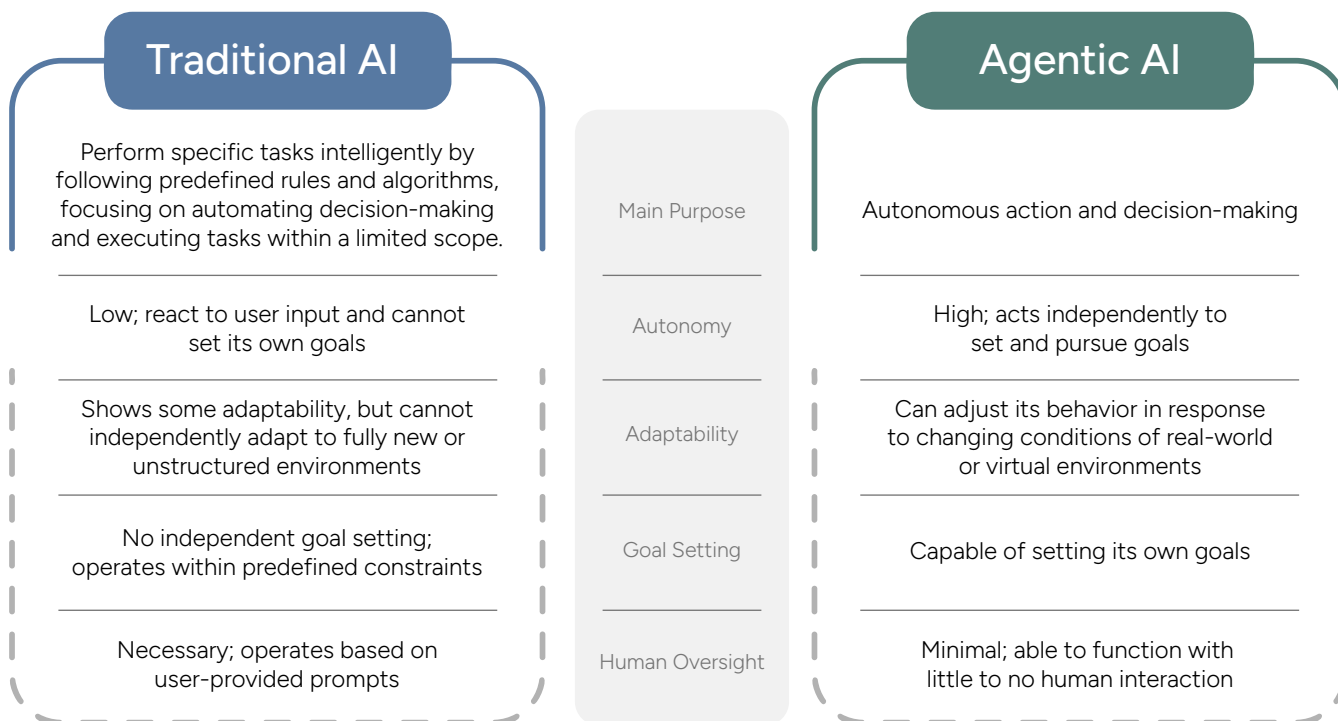 Traditional AI
Agentic AI
Perform specific tasks intelligently by
following predefined rules and algorithms,
focusing on automating decision-making
and executing tasks within a limited scope.
Main Purpose
Autonomous action and decision-making
Low; react to user input and cannot
set its own goals
Autonomy
High; acts independently to
set and pursue goals
Shows some adaptability, but cannot
independently adapt to fully new or
unstructured environments
Adaptability
Can adjust its behavior in response
to changing conditions of real-world
or virtual environments
No independent goal setting;
operates within predefined constraints
Goal Setting
Capable of setting its own goals
Necessary; operates based on
user-provided prompts
Human Oversight
Minimal; able to function with
little to no human interaction